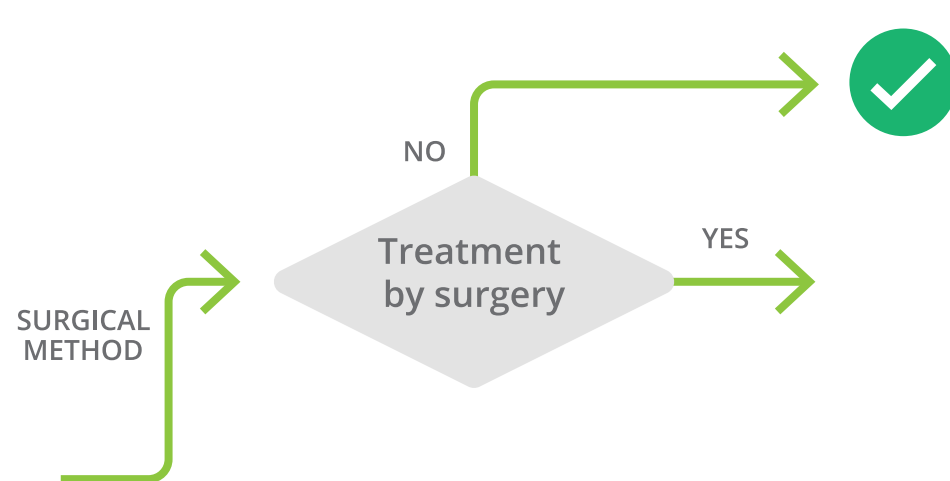 NO
YES
Treatment
by surgery
SURGICAL
METHOD